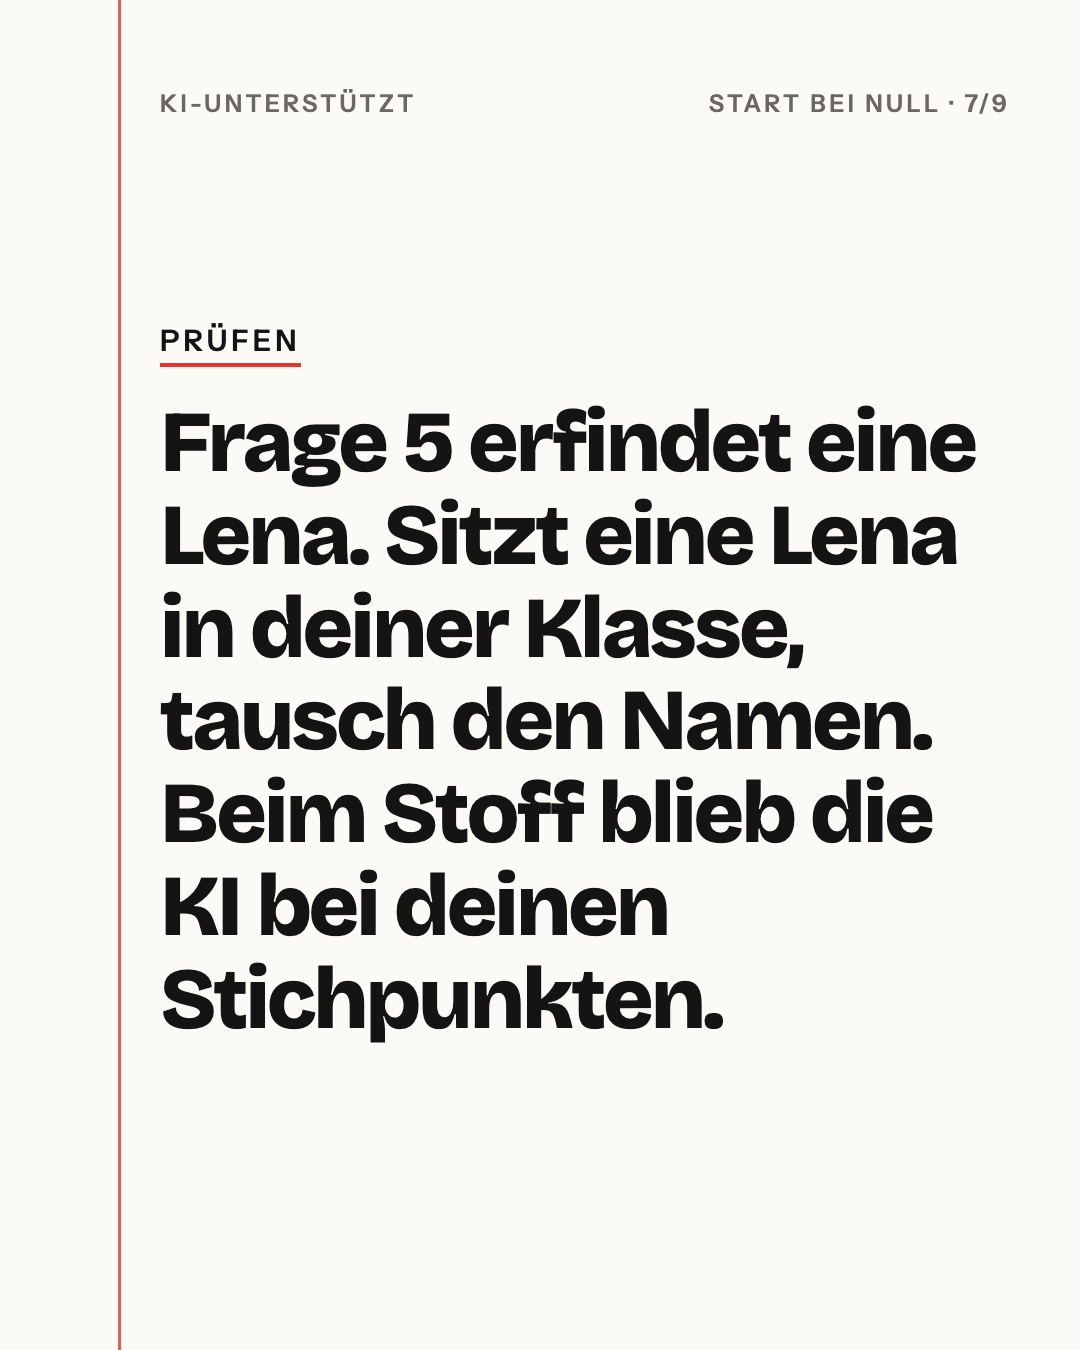 KI-UNTERSTÜTZT
START BEI NULL · 7/9
PRÜFEN
Frage 5 erfindet eine
Lena. Sitzt eine Lena
in deiner Klasse,
tausch den Namen.
Beim Stoff blieb die
KI bei deinen
Stichpunkten.